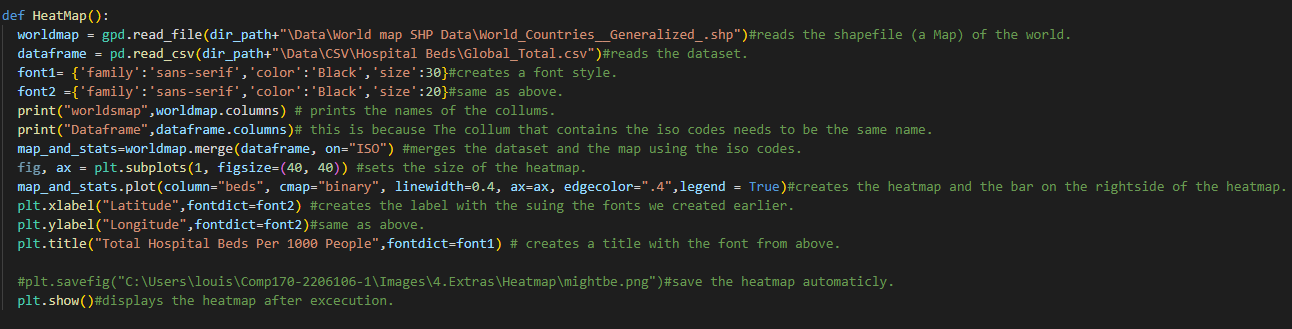 def HeatMap():
worldmap = gpd.read_file(dir_path+"\Data\World map SHP Data\World_Countries__Generalized_.shp")#reads the shapefile (a Map) of the world.
dataframe = pd.read_csv(dir_path+"\Data\CSV\Hospital Beds\Global_Total.csv")#reads the dataset.
font1= {'family':'sans-serif','color':'Black','size':30}#creates a font style.
font2 ={'family':'sans-serif','color':'Black','size':20}#same as above.
print("worldsmap",worldmap.columns) # prints the names of the collums.
print("Dataframe",dataframe.columns)# this is because The collum that contains the iso codes needs to be the same name.
map_and_stats=worldmap.merge(dataframe, on="ISO") #merges the dataset and the map using the iso codes.
fig, ax = plt.subplots(1, figsize=(40, 40)) #sets the size of the heatmap.
map_and_stats.plot(column="beds", cmap="binary", linewidth=0.4, ax=ax, edgecolor=".4",legend = True)#creates the heatmap and the bar on the rightside of the heatmap.
plt.xlabel("Latitude",fontdict=font2) #creates the label with the suing the fonts we created earlier.
plt.ylabel("Longitude",fontdict=font2)#same as above.
plt.title("Total Hospital Beds Per 1000 People",fontdict=font1) # creates a title with the font from above.
#plt.savefig("C:\Users\louis\Comp170-2206106-1\Images\4.Extras\Heatmap\mightbe.png")#save the heatmap automaticly.
plt.show()#displays the heatmap after excecution.